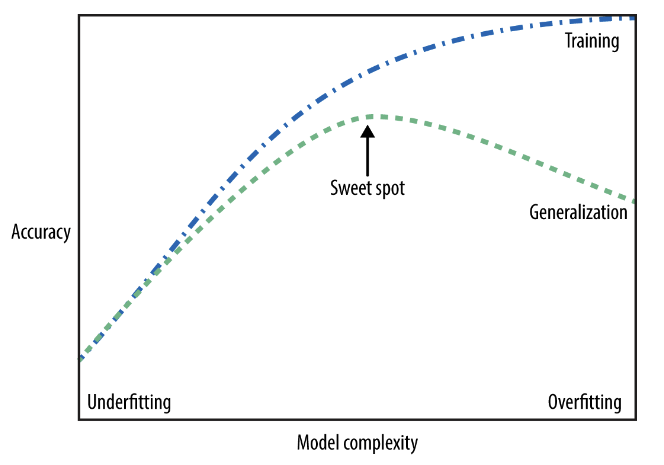 Training
Sweet spot
Generalization
Accuracy
Underfitting
Overfitting
Model complexity